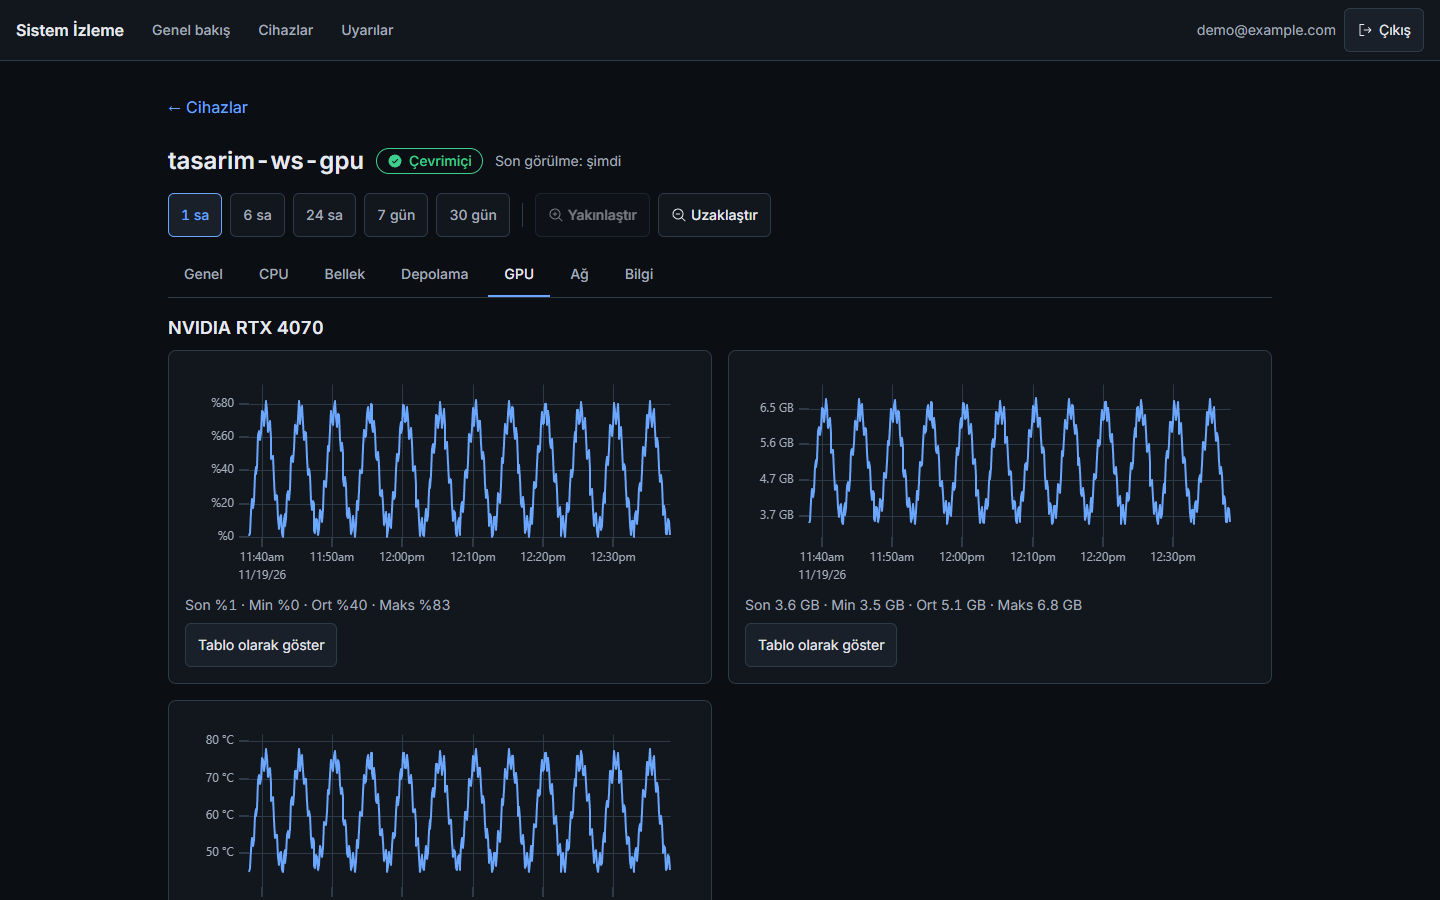 Sistem İzleme
Genel bakış
Cihazlar
Uyarılar
demo@example.com
Çıkış
← Cihazlar
tasarim-ws-gpu
Çevrimiçi
Son görülme: şimdi
1 sa
6 sa
24 sa
7 gün
30 gün
Yakınlaştır
Uzaklaştır
Genel
CPU
Bellek
Depolama
GPU
Ağ
Bilgi
NVIDIA RTX 4070
%80
%60
%40
%20
%0
11:40am
11:50am
12:00pm
12:10pm
12:20pm
12:30pm
11/19/26
Son %1 · Min %0 · Ort %40 · Maks %83
Tablo olarak göster
6.5 GB
5.6 GB
4.7 GB
3.7 GB
11:40am
11:50am
12:00pm
12:10pm
12:20pm
12:30pm
11/19/26
Son 3.6 GB · Min 3.5 GB · Ort 5.1 GB · Maks 6.8 GB
Tablo olarak göster
80 °C
70 °C
60 °C
50 °C